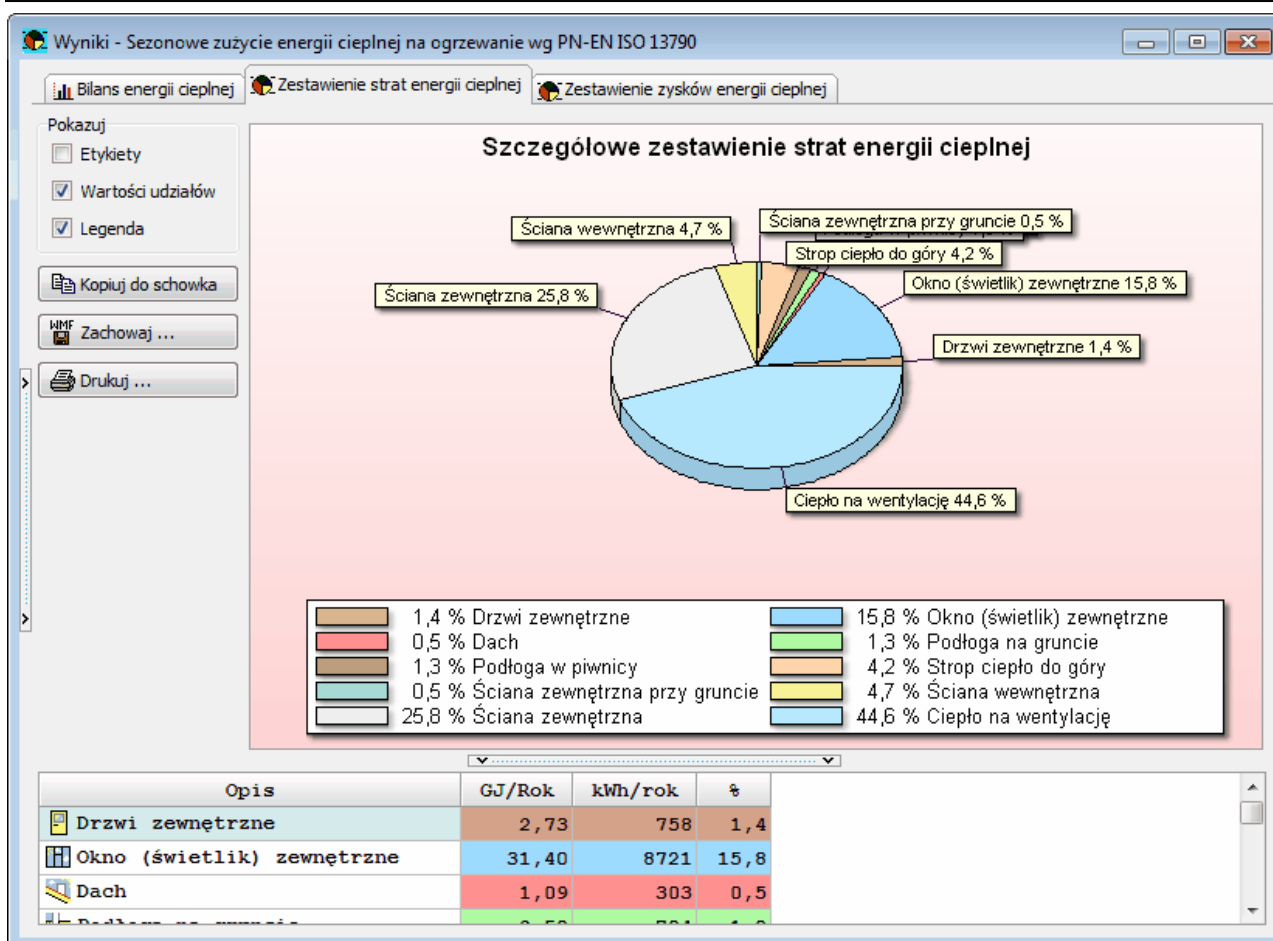 Wyniki - Sezonowe zużycie energii cieplnej na ogrzewanie wg PN-EN ISO 13790
Bilans energii cieplnej Zestawienie strat energii cieplnej Zestawienie zysków energii cieplnej
Pokazuj
Etykiety
Wartości udziałów
Legenda
Kopiuj do schowka
WMF Zachowaj ...
Drukuj ...
Szczegółowe zestawienie strat energii cieplnej
Ściana wewnętrzna 4,7 %
Ściana zewnętrzna przy gruncie 0,5 %
Strop ciepło do góry 4,2 %
Ściana zewnętrzna 25,8 %
Okno (świetlik) zewnętrzne 15,8 %
Drzwi zewnętrzne 1,4 %
Ciepło na wentylację 44,6 %
1,4 % Drzwi zewnętrzne 15,8 % Okno (świetlik) zewnętrzne
0,5 % Dach 1,3 % Podłoga na gruncie
1,3 % Podłoga w piwnicy 4,2 % Strop ciepło do góry
0,5 % Ściana zewnętrzna przy gruncie 4,7 % Ściana wewnętrzna
25,8 % Ściana zewnętrzna 44,6 % Ciepło na wentylację
Opis GJ/Rok kWh/rok %
Drzwi zewnętrzne 2,73 758 1,4
Okno (świetlik) zewnętrzne 31,40 8721 15,8
Dach 1,09 303 0,5